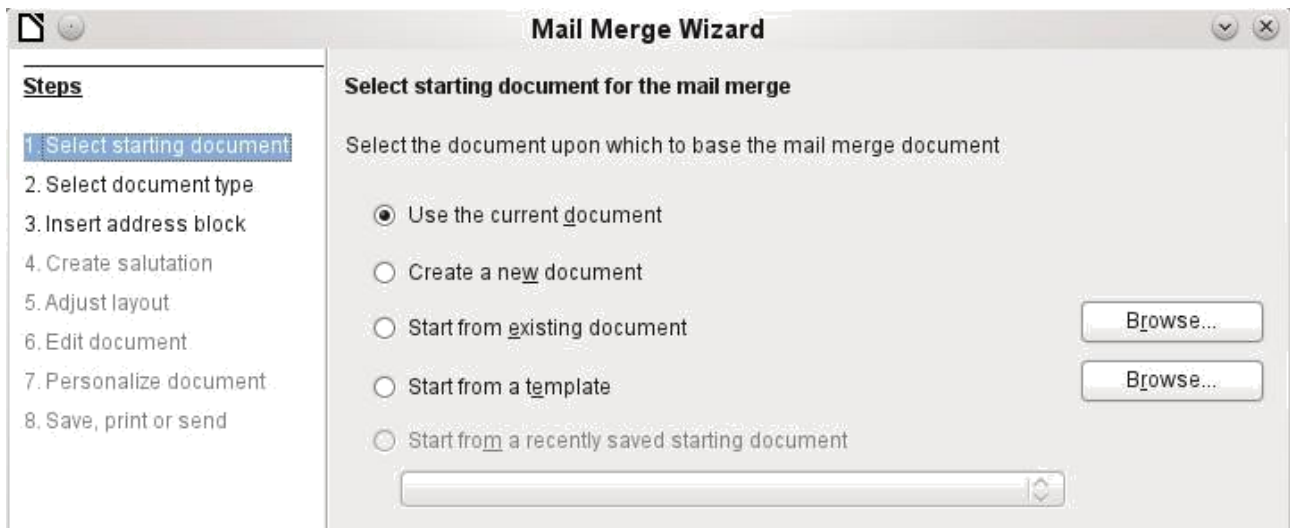 Mail Merge Wizard
Steps
1. Select starting document
2. Select document type
3. Insert address block
4. Create salutation
5. Adjust layout
6. Edit document
7. Personalize document
8. Save, print or send
Select starting document for the mail merge
Select the document upon which to base the mail merge document
Use the current document
Create a new document
Start from existing document
Browse...
Start from a template
Browse...
Start from a recently saved starting document